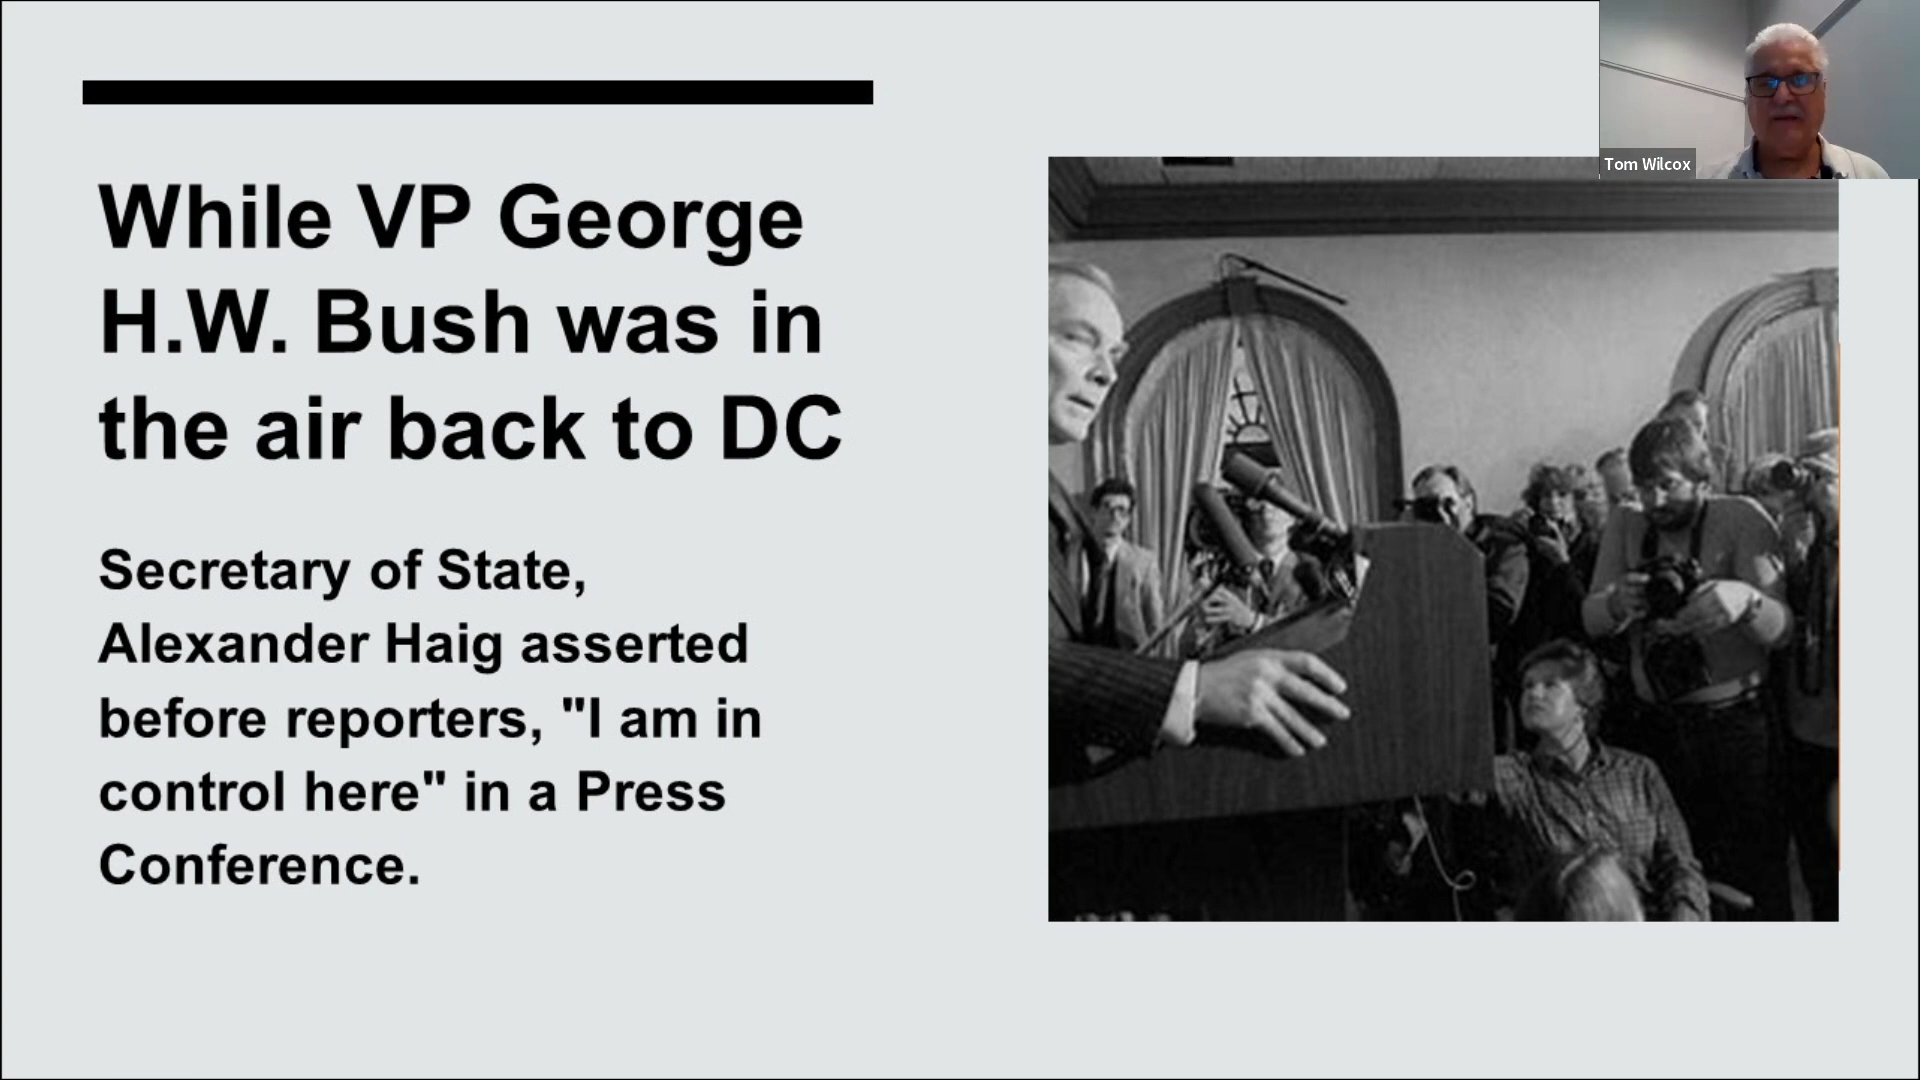 While VP George
H.W. Bush was in
the air back to DC
Secretary of State,
Alexander Haig asserted
before reporters, "I am in
control here" in a Press
Conference.
Tom Wilcox